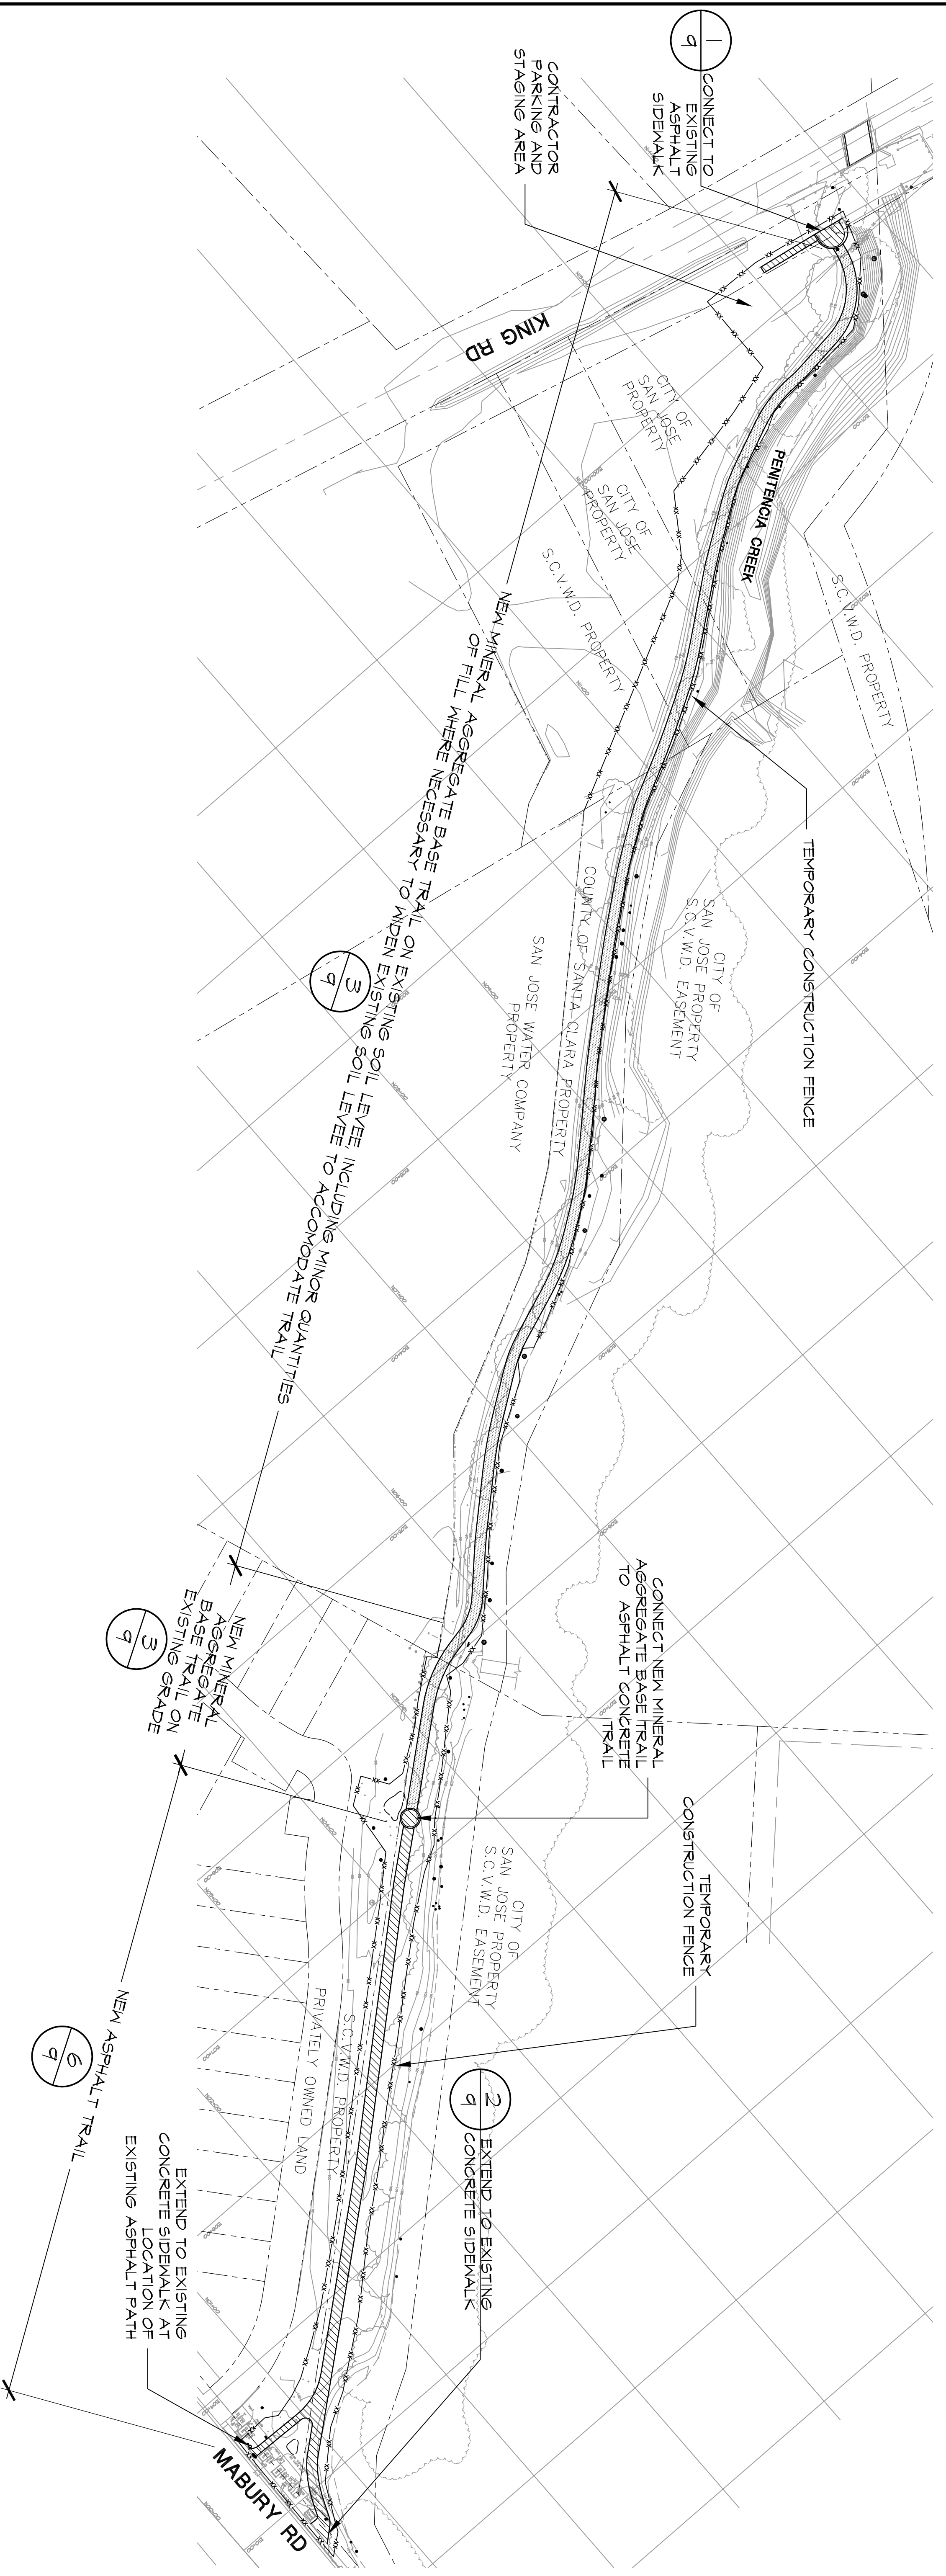 1
9
CONNECT TO
EXISTING
ASPHALT
SIDEWALK
CONTRACTOR
PARKING AND
STAGING AREA
KING RD
CITY OF
SAN JOSE
PROPERTY
CITY OF
SAN JOSE
PROPERTY
S.C.V.W.D. PROPERTY
PENITENCIA CREEK
S.C.V.W.D. PROPERTY
TEMPORARY CONSTRUCTION FENCE
NEW MINERAL AGGREGATE BASE TRAIL ON EXISTING SOIL LEVEE, INCLUDING MINOR QUANTITIES
OF FILL WHERE NECESSARY TO WIDEN EXISTING SOIL LEVEE TO ACCOMODATE TRAIL
3
9
CITY OF
SAN JOSE PROPERTY
S.C.V.W.D. EASEMENT
COUNTY OF SANTA CLARA PROPERTY
SAN JOSE WATER COMPANY
PROPERTY
CONNECT NEW MINERAL
AGGREGATE BASE TRAIL
TO ASPHALT CONCRETE
TRAIL
NEW MINERAL
AGGREGATE
BASE TRAIL ON
EXISTING GRADE
3
9
TEMPORARY
CONSTRUCTION FENCE
CITY OF
SAN JOSE PROPERTY
S.C.V.W.D. EASEMENT
S.C.V.W.D. PROPERTY
PRIVATELY OWNED LAND
NEW ASPHALT TRAIL
6
9
2
9
EXTEND TO EXISTING
CONCRETE SIDEWALK
EXTEND TO EXISTING
CONCRETE SIDEWALK AT
LOCATION OF
EXISTING ASPHALT PATH
MABURY RD